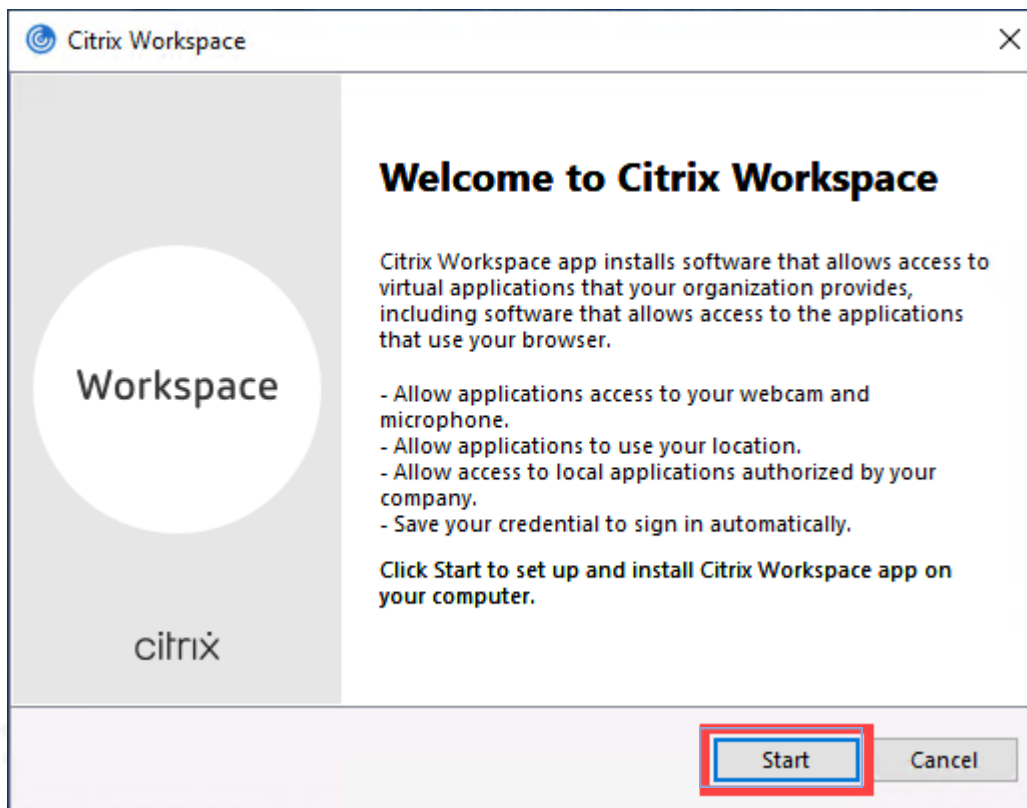 Citrix Workspace
Welcome to Citrix Workspace
Citrix Workspace app installs software that allows access to
virtual applications that your organization provides,
including software that allows access to the applications
that use your browser.
- Allow applications access to your webcam and
microphone.
- Allow applications to use your location.
- Allow access to local applications authorized by your
company.
- Save your credential to sign in automatically.
Click Start to set up and install Citrix Workspace app on
your computer.
Workspace
citrix
Start Cancel